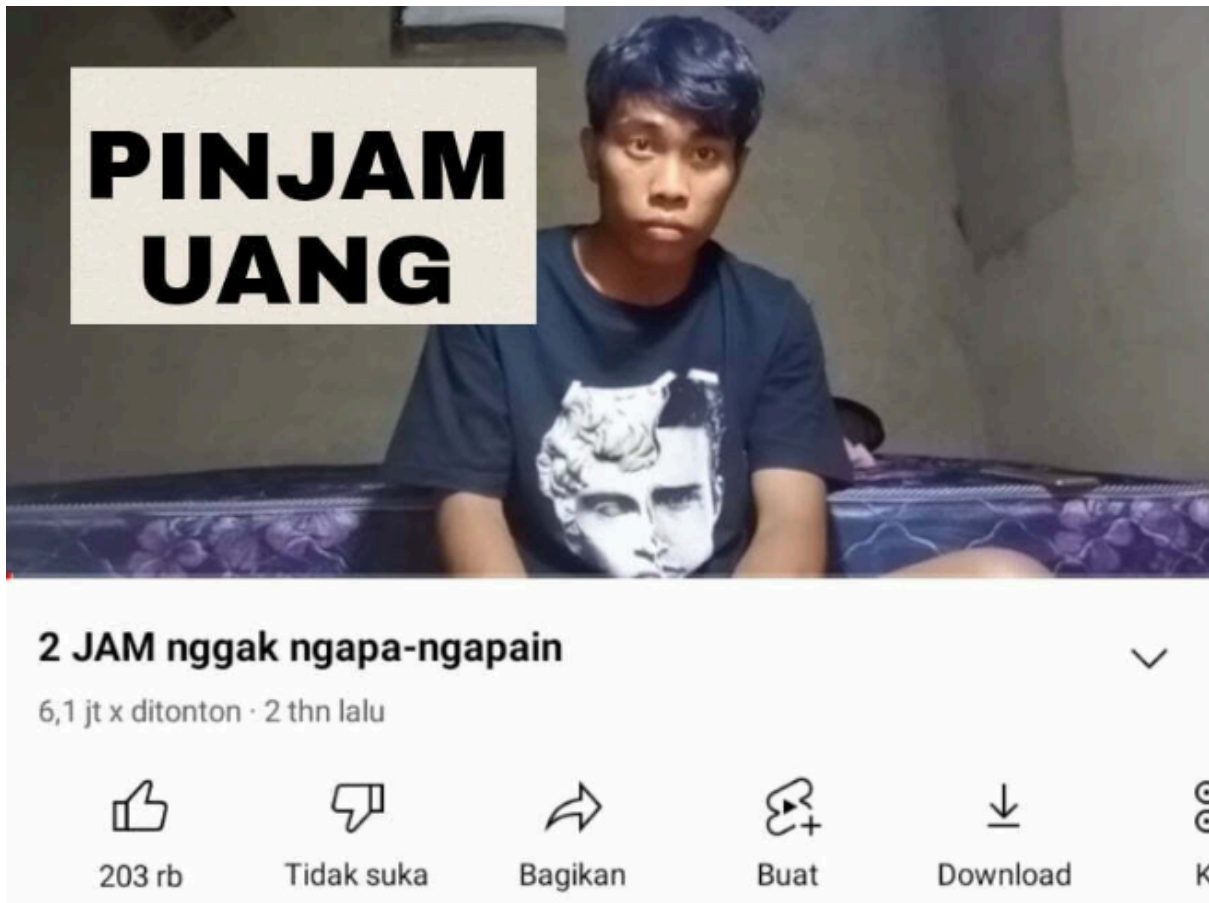 PINJAM
UANG
2 JAM nggak ngapa-ngapain
6,1 jt x ditonton · 2 thn lalu
203 rb
Tidak suka
Bagikan
Buat
Download
K